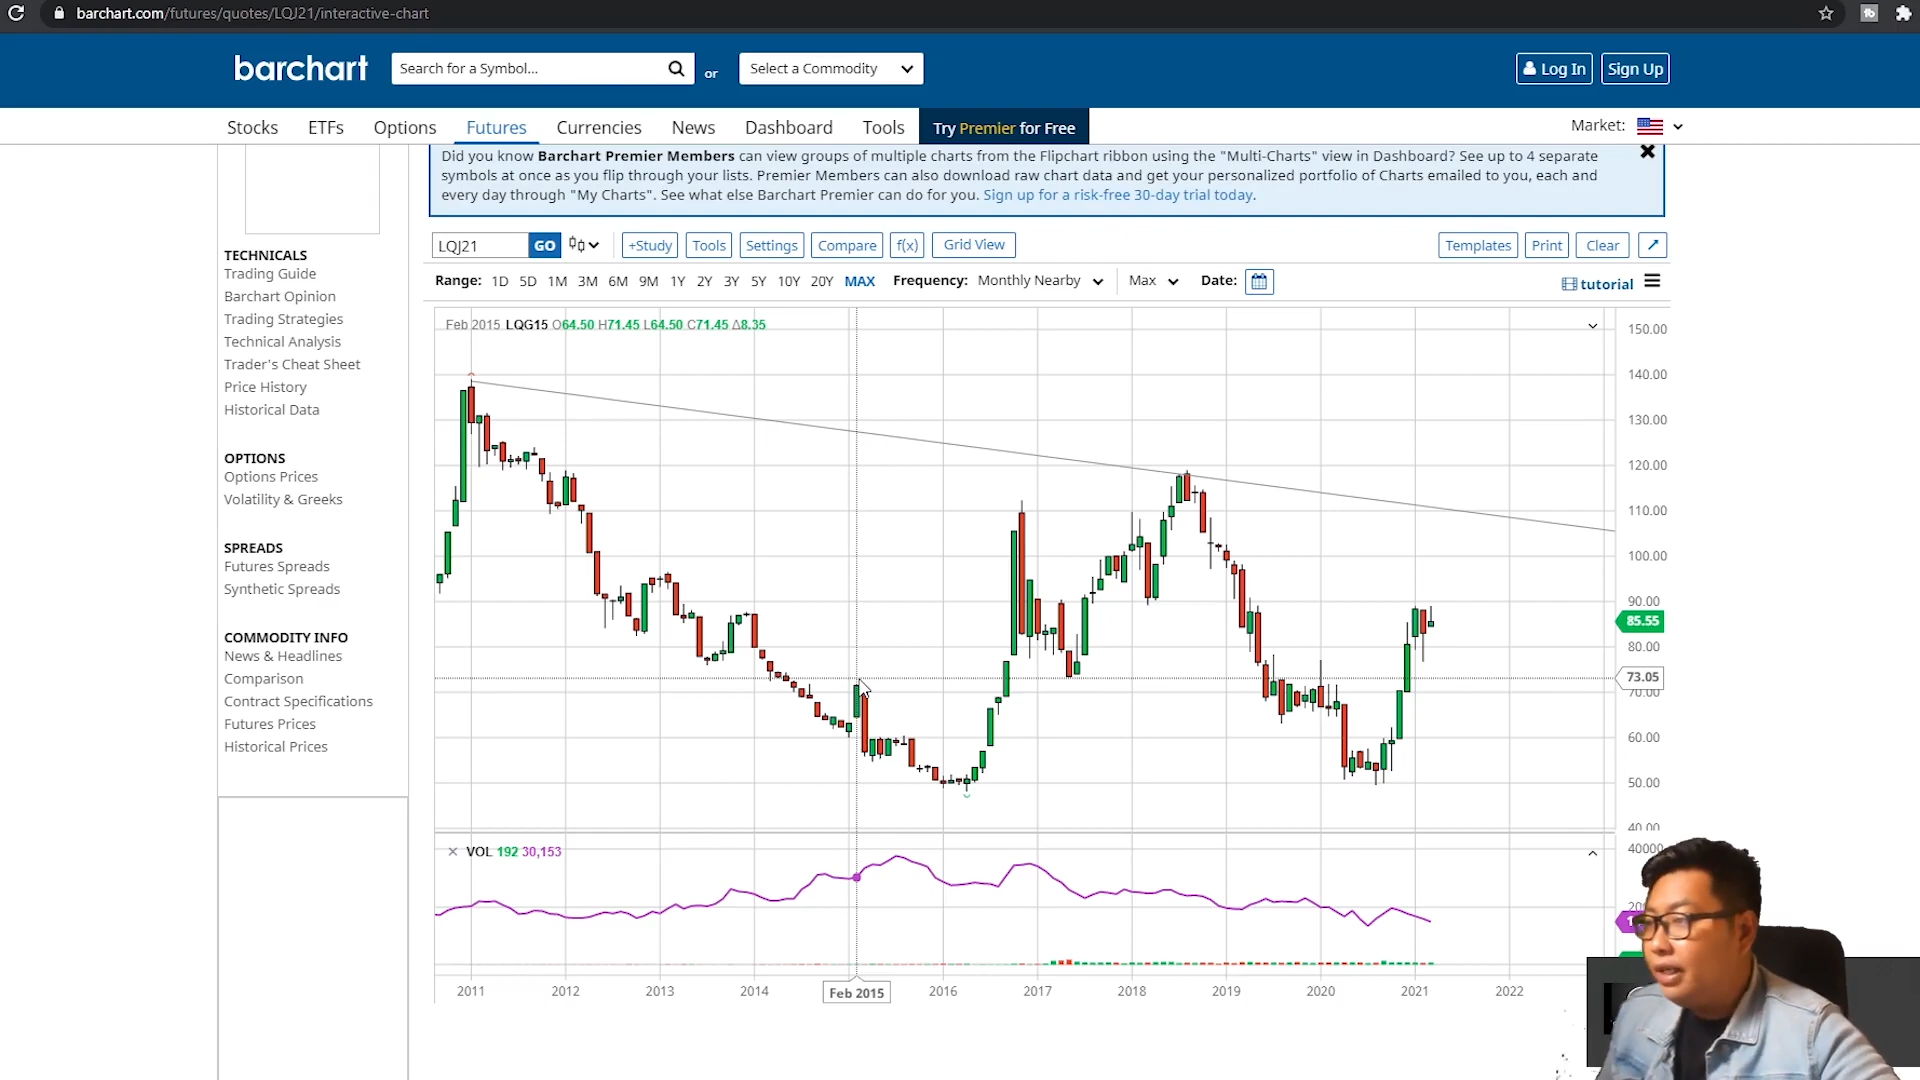 barchart.com/futures/quotes/LQJ21/interactive-chart
barchart
Search for a Symbol...
or
Select a Commodity
Log In
Sign Up
Stocks ETFs Options Futures Currencies News Dashboard Tools Try Premier for Free
Market:
Did you know Barchart Premier Members can view groups of multiple charts from the Flipchart ribbon using the "Multi-Charts" view in Dashboard? See up to 4 separate
symbols at once as you flip through your lists. Premier Members can also download raw chart data and get your personalized portfolio of Charts emailed to you, each and
every day through "My Charts". See what else Barchart Premier can do for you. Sign up for a risk-free 30-day trial today.
TECHNICALS
Trading Guide
Barchart Opinion
Trading Strategies
Technical Analysis
Trader's Cheat Sheet
Price History
Historical Data
OPTIONS
Options Prices
Volatility & Greeks
SPREADS
Futures Spreads
Synthetic Spreads
COMMODITY INFO
News & Headlines
Comparison
Contract Specifications
Futures Prices
Historical Prices
LQJ21 GO +Study Tools Settings Compare f(x) Grid View Templates Print Clear
Range: 1D 5D 1M 3M 6M 9M 1Y 2Y 3Y 5Y 10Y 20Y MAX Frequency: Monthly Nearby Max Date: tutorial
Feb 2015 LQG15 O64.50 H71.45 L64.50 C71.45 Δ8.35
150.00
140.00
130.00
120.00
110.00
100.00
90.00
85.55
80.00
73.05
70.00
60.00
50.00
40.00
VOL 192 30,153
40000
2011 2012 2013 2014 Feb 2015 2016 2017 2018 2019 2020 2021 2022